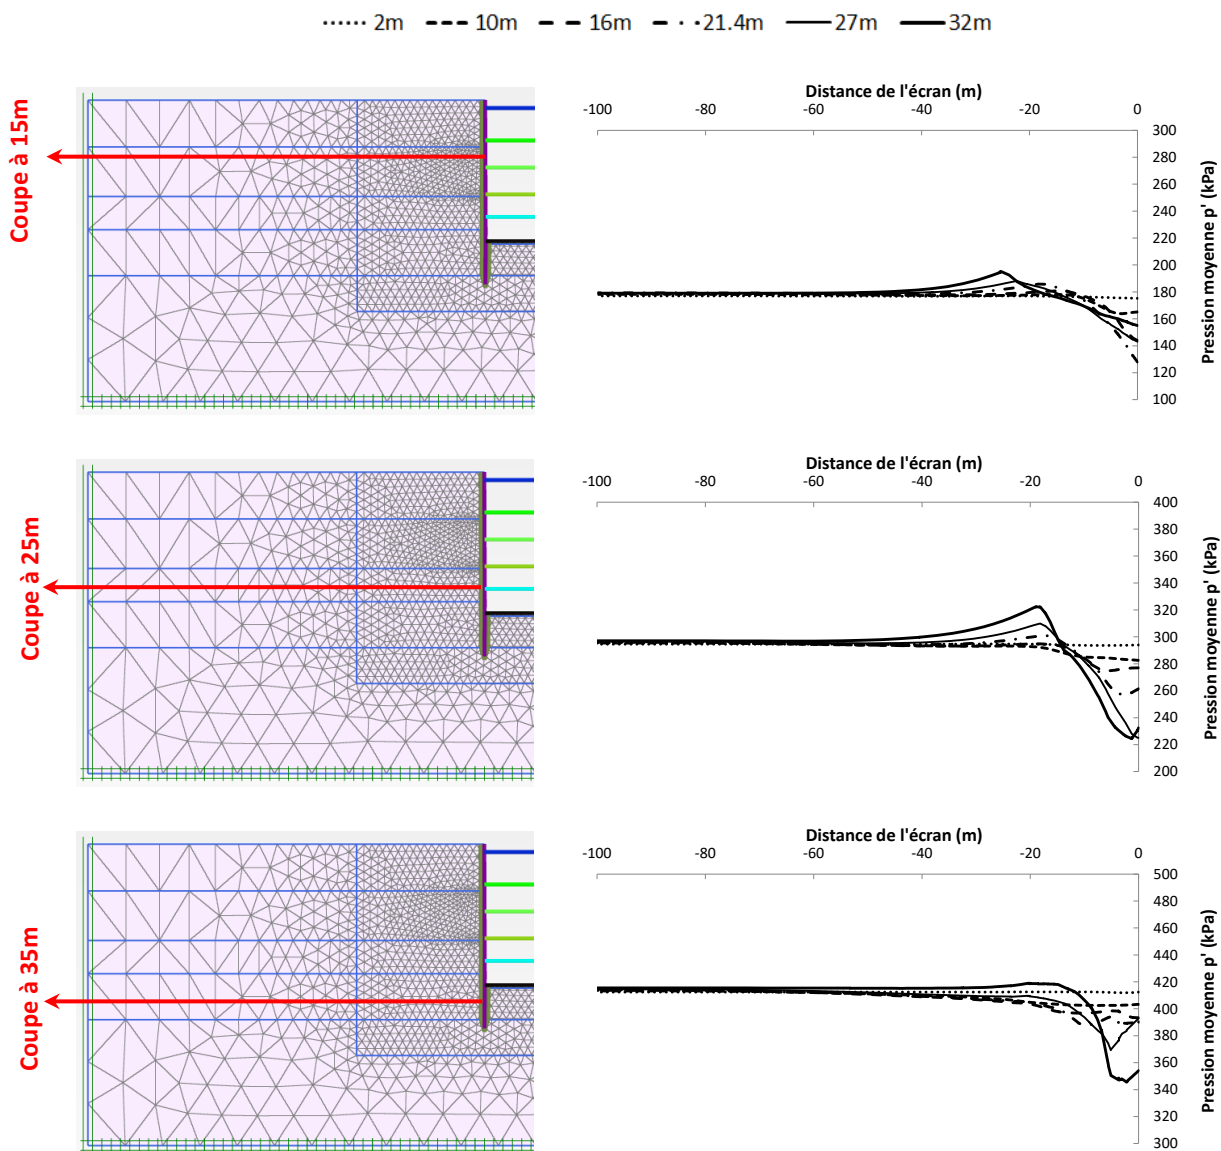 2m 10m 16m 21.4m 27m 32m
Coupe à 15m
Distance de l'écran (m)
-100 -80 -60 -40 -20 0
300
280
260
240
220
200
180
160
140
120
100
Pression moyenne p' (kPa)
Coupe à 25m
Distance de l'écran (m)
-100 -80 -60 -40 -20 0
400
380
360
340
320
300
280
260
240
220
200
Pression moyenne p' (kPa)
Coupe à 35m
Distance de l'écran (m)
-100 -80 -60 -40 -20 0
500
480
460
440
420
400
380
360
340
320
300
Pression moyenne p' (kPa)